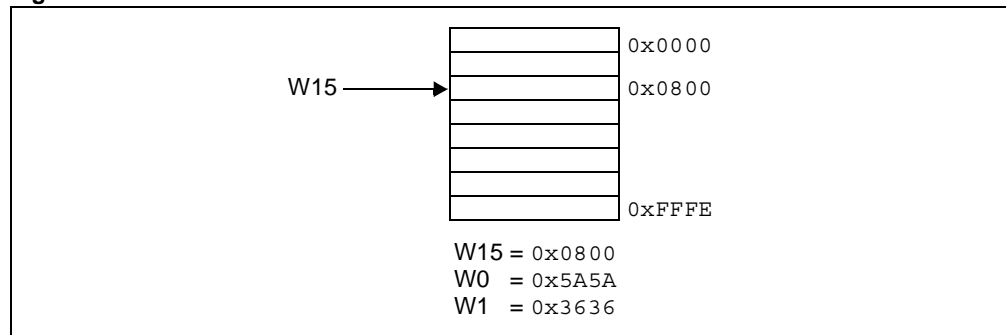 0x0000
W15
0x0800
0xFFFE
W15 = 0x0800
W0 = 0x5A5A
W1 = 0x3636